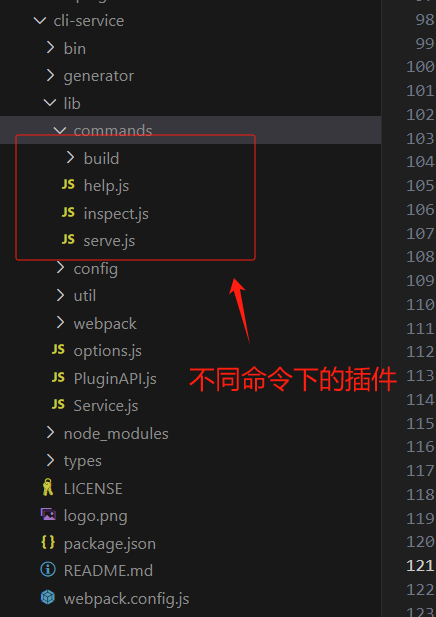 cli-service
98
bin
99
generator
100
lib
101
commands
102
103
build
104
JS help.js
105
JS inspect.js
106
JS serve.js
107
108
config
109
util
110
webpack
111
JS options.js
112
JS PluginAPI.js
不同命令下的插件
113
JS Service.js
114
115
node_modules
116
types
117
LICENSE
118
logo.png
119
{} package.json
120
README.md
121
webpack.config.js
122
123